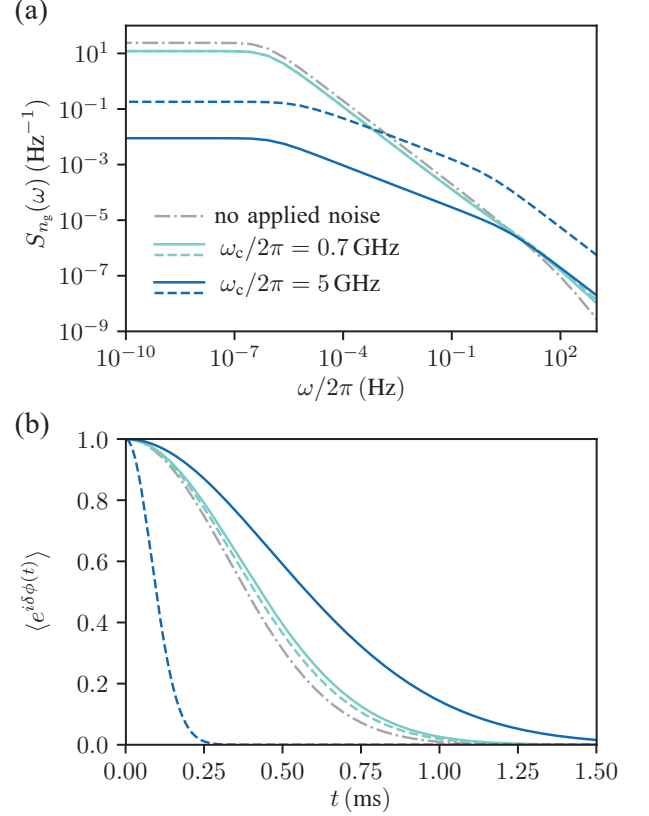 (a)
10^1
10^{-1}
10^{-3}
10^{-5}
10^{-7}
10^{-9}
S_{n_g}(ω) (Hz^{-1})
no applied noise
ω_c/2π = 0.7 GHz
ω_c/2π = 5 GHz
10^{-10} 10^{-7} 10^{-4} 10^{-1} 10^2
ω/2π (Hz)
(b)
1.0
0.8
0.6
0.4
0.2
0.0
⟨e^{iδϕ(t)}⟩
0.00 0.25 0.50 0.75 1.00 1.25 1.50
t (ms)